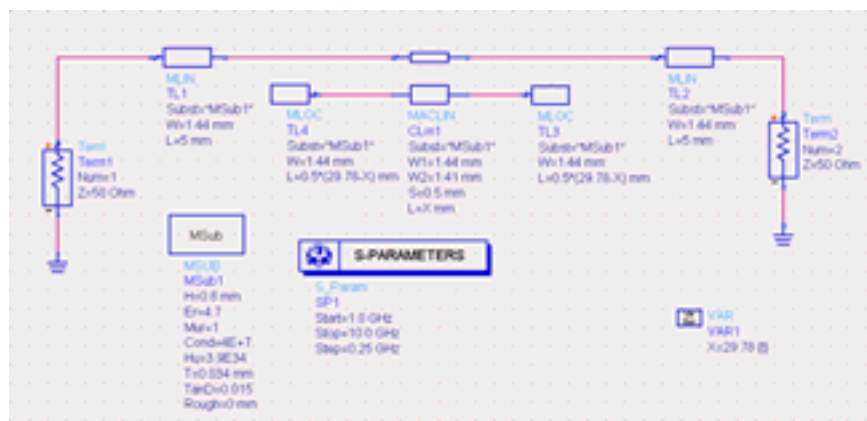 MLIN
TL1
Subst="MSub1"
W=1.44 mm
L=5 mm
MLOC
TL4
Subst="MSub1"
W=1.44 mm
L=0.5*(29.78-X) mm
MACLIN
CLin1
Subst="MSub1"
W1=1.44 mm
W2=1.41 mm
S=0.5 mm
L=X mm
MLOC
TL3
Subst="MSub1"
W=1.44 mm
L=0.5*(29.78-X) mm
MLIN
TL2
Subst="MSub1"
W=1.44 mm
L=5 mm
Term
Term1
Num=1
Z=50 Ohm
Term
Term2
Num=2
Z=50 Ohm
MSub
MSUB
MSub1
H=0.8 mm
Er=4.7
Mur=1
Cond=4E+7
Hu=3.9E34
T=0.034 mm
TanD=0.015
Rough=0 mm
S-PARAMETERS
S_Param
SP1
Start=1.0 GHz
Stop=10.0 GHz
Step=0.25 GHz
VAR
VAR1
X=29.78